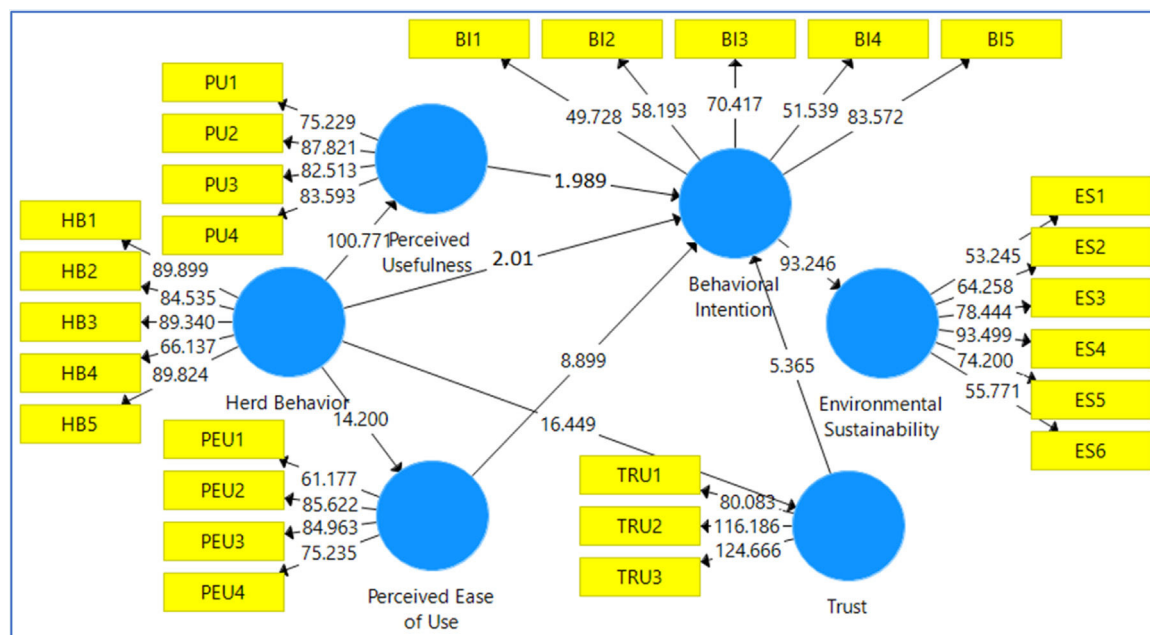 BI1
BI2
BI3
BI4
BI5
49.728
58.193
70.417
51.539
83.572
PU1
PU2
PU3
PU4
75.229
87.821
82.513
83.593
Perceived
Usefulness
1.989
100.771
HB1
HB2
HB3
HB4
HB5
89.899
84.535
89.340
66.137
89.824
Herd Behavior
2.01
Behavioral
Intention
93.246
ES1
ES2
ES3
ES4
ES5
ES6
53.245
64.258
78.444
93.499
74.200
55.771
Environmental
Sustainability
8.899
5.365
14.200
16.449
PEU1
PEU2
PEU3
PEU4
61.177
85.622
84.963
75.235
Perceived Ease
of Use
TRU1
TRU2
TRU3
80.083
116.186
124.666
Trust